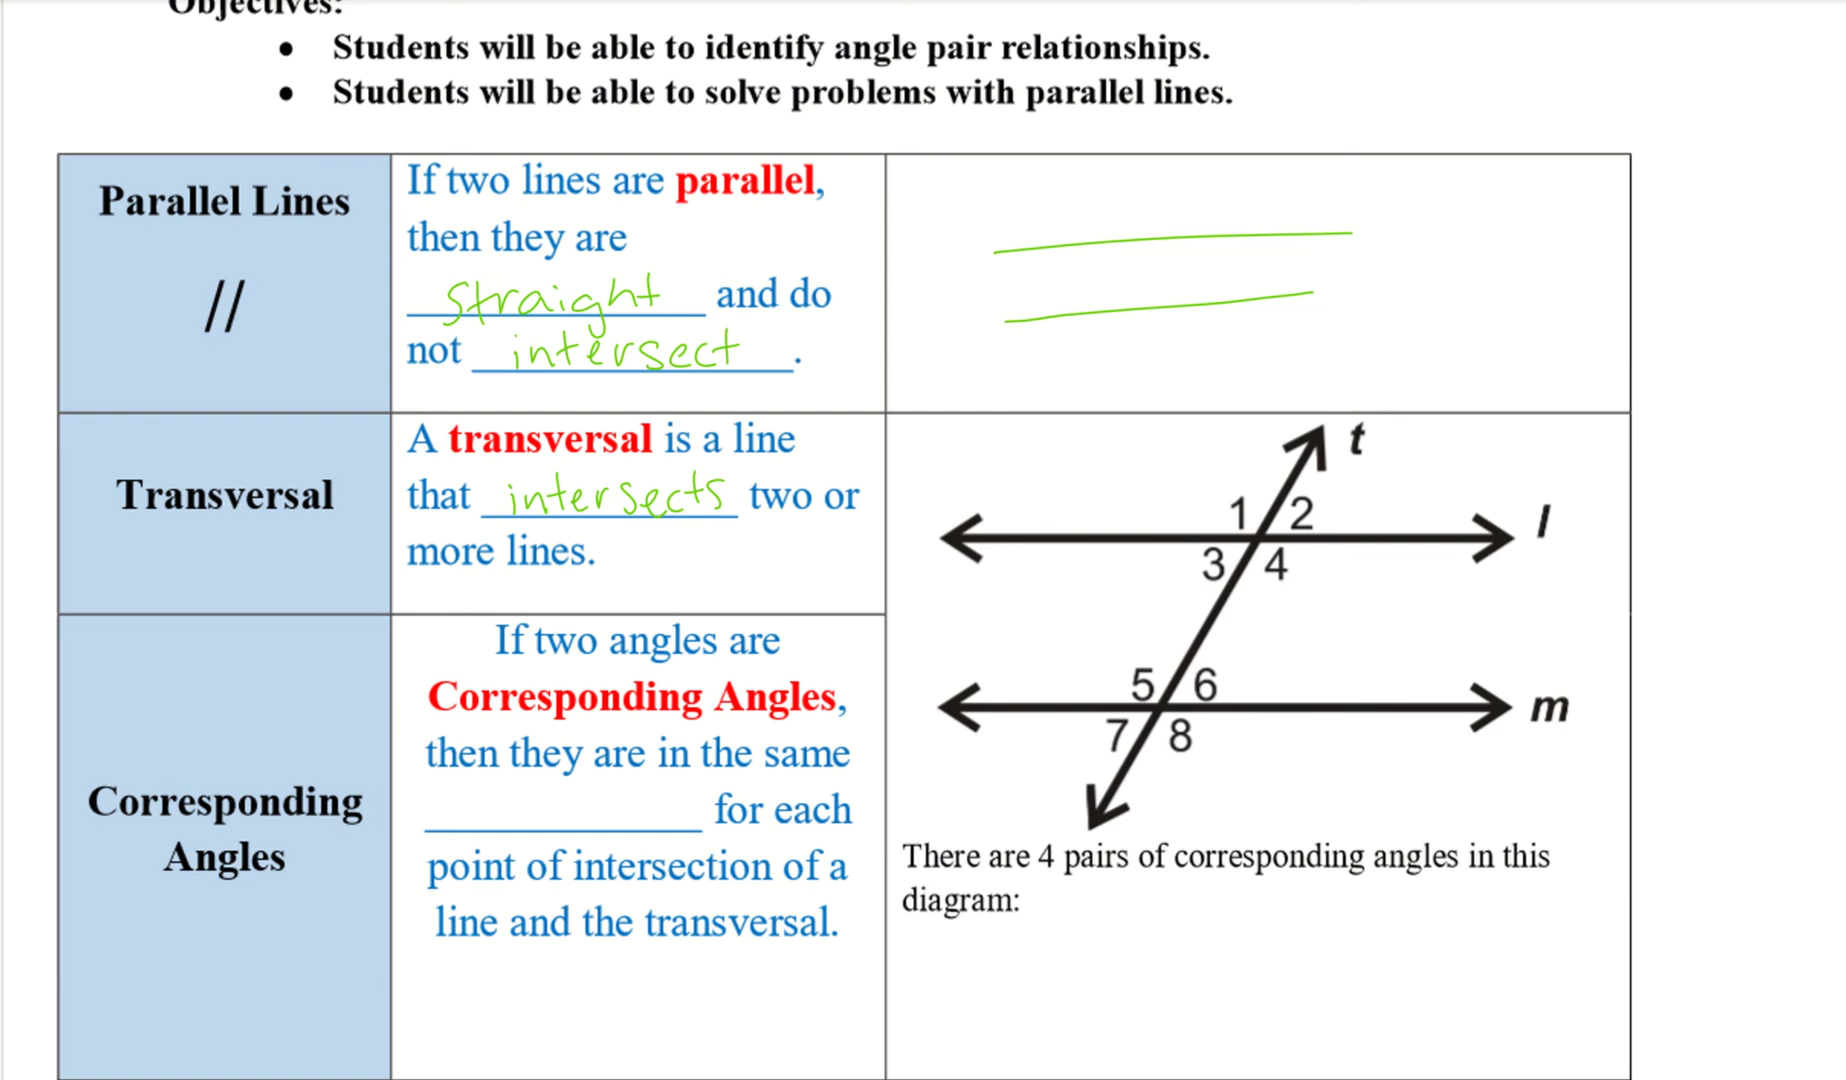 Objectives:
• Students will be able to identify angle pair relationships.
• Students will be able to solve problems with parallel lines.
Parallel Lines
//
If two lines are parallel,
then they are
straight and do
not intersect.
Transversal
A transversal is a line
that intersects two or
more lines.
t
1 2
l
3 4
5 6
m
7 8
Corresponding
Angles
If two angles are
Corresponding Angles,
then they are in the same
____________ for each
point of intersection of a
line and the transversal.
There are 4 pairs of corresponding angles in this
diagram: